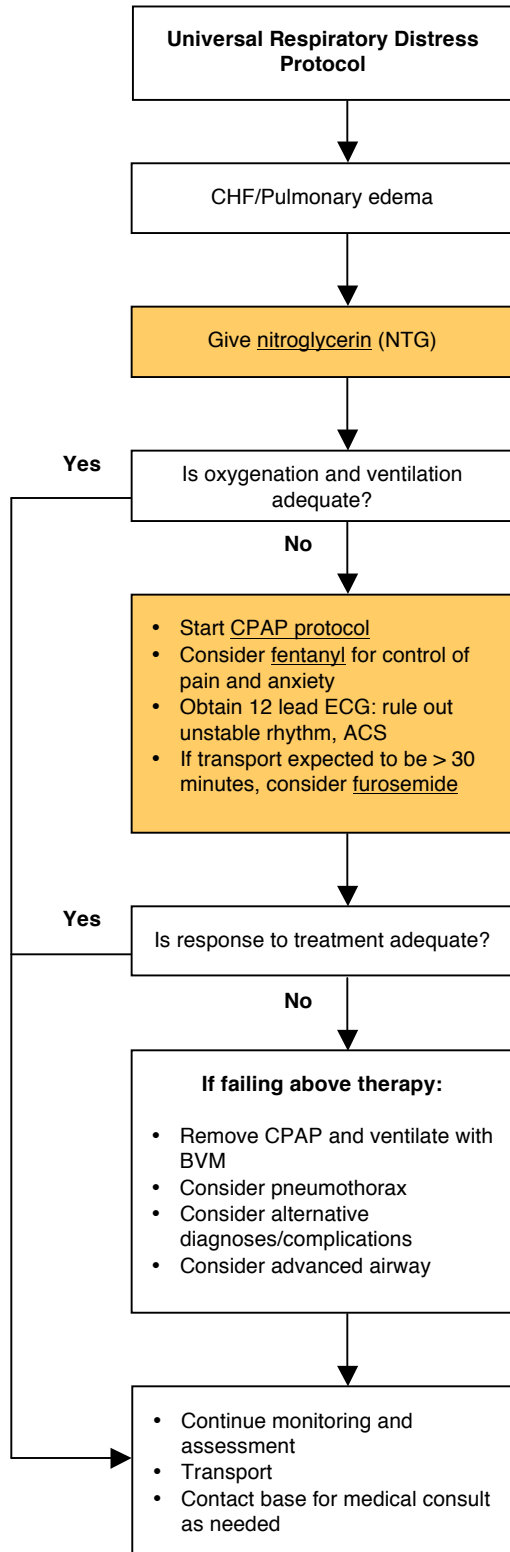 Universal Respiratory Distress
Protocol
CHF/Pulmonary edema
Give nitroglycerin (NTG)
Yes
Is oxygenation and ventilation
adequate?
No
• Start CPAP protocol
• Consider fentanyl for control of
pain and anxiety
• Obtain 12 lead ECG: rule out
unstable rhythm, ACS
• If transport expected to be > 30
minutes, consider furosemide
Yes
Is response to treatment adequate?
No
If failing above therapy:
• Remove CPAP and ventilate with
BVM
• Consider pneumothorax
• Consider alternative
diagnoses/complications
• Consider advanced airway
• Continue monitoring and
assessment
• Transport
• Contact base for medical consult
as needed